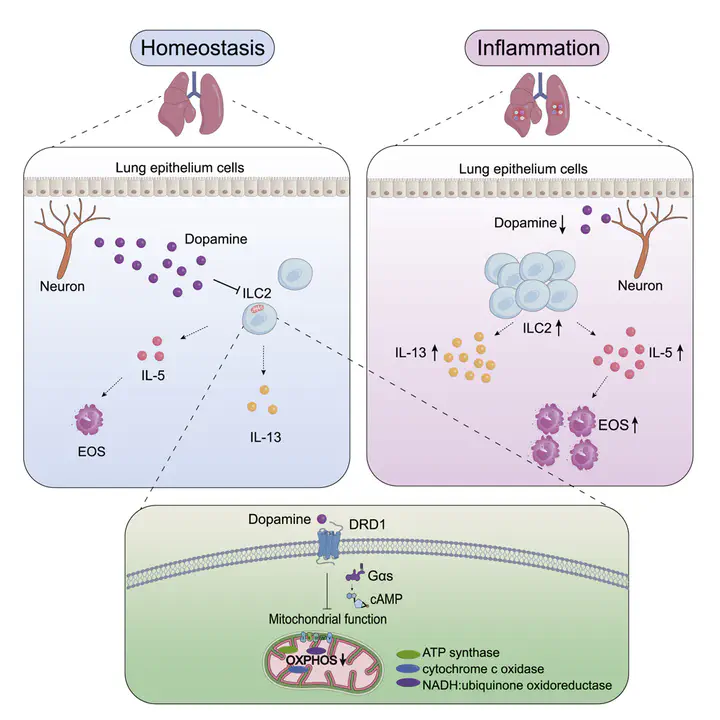 Homeostasis
Inflammation
Lung epithelium cells
Dopamine
Neuron
ILC2
IL-5
EOS
IL-13
Lung epithelium cells
Dopamine
Neuron
ILC2
IL-13
IL-5
EOS
Dopamine
DRD1
Gαs
cAMP
Mitochondrial function
OXPHOS
ATP synthase
cytochrome c oxidase
NADH:ubiquinone oxidoreductase